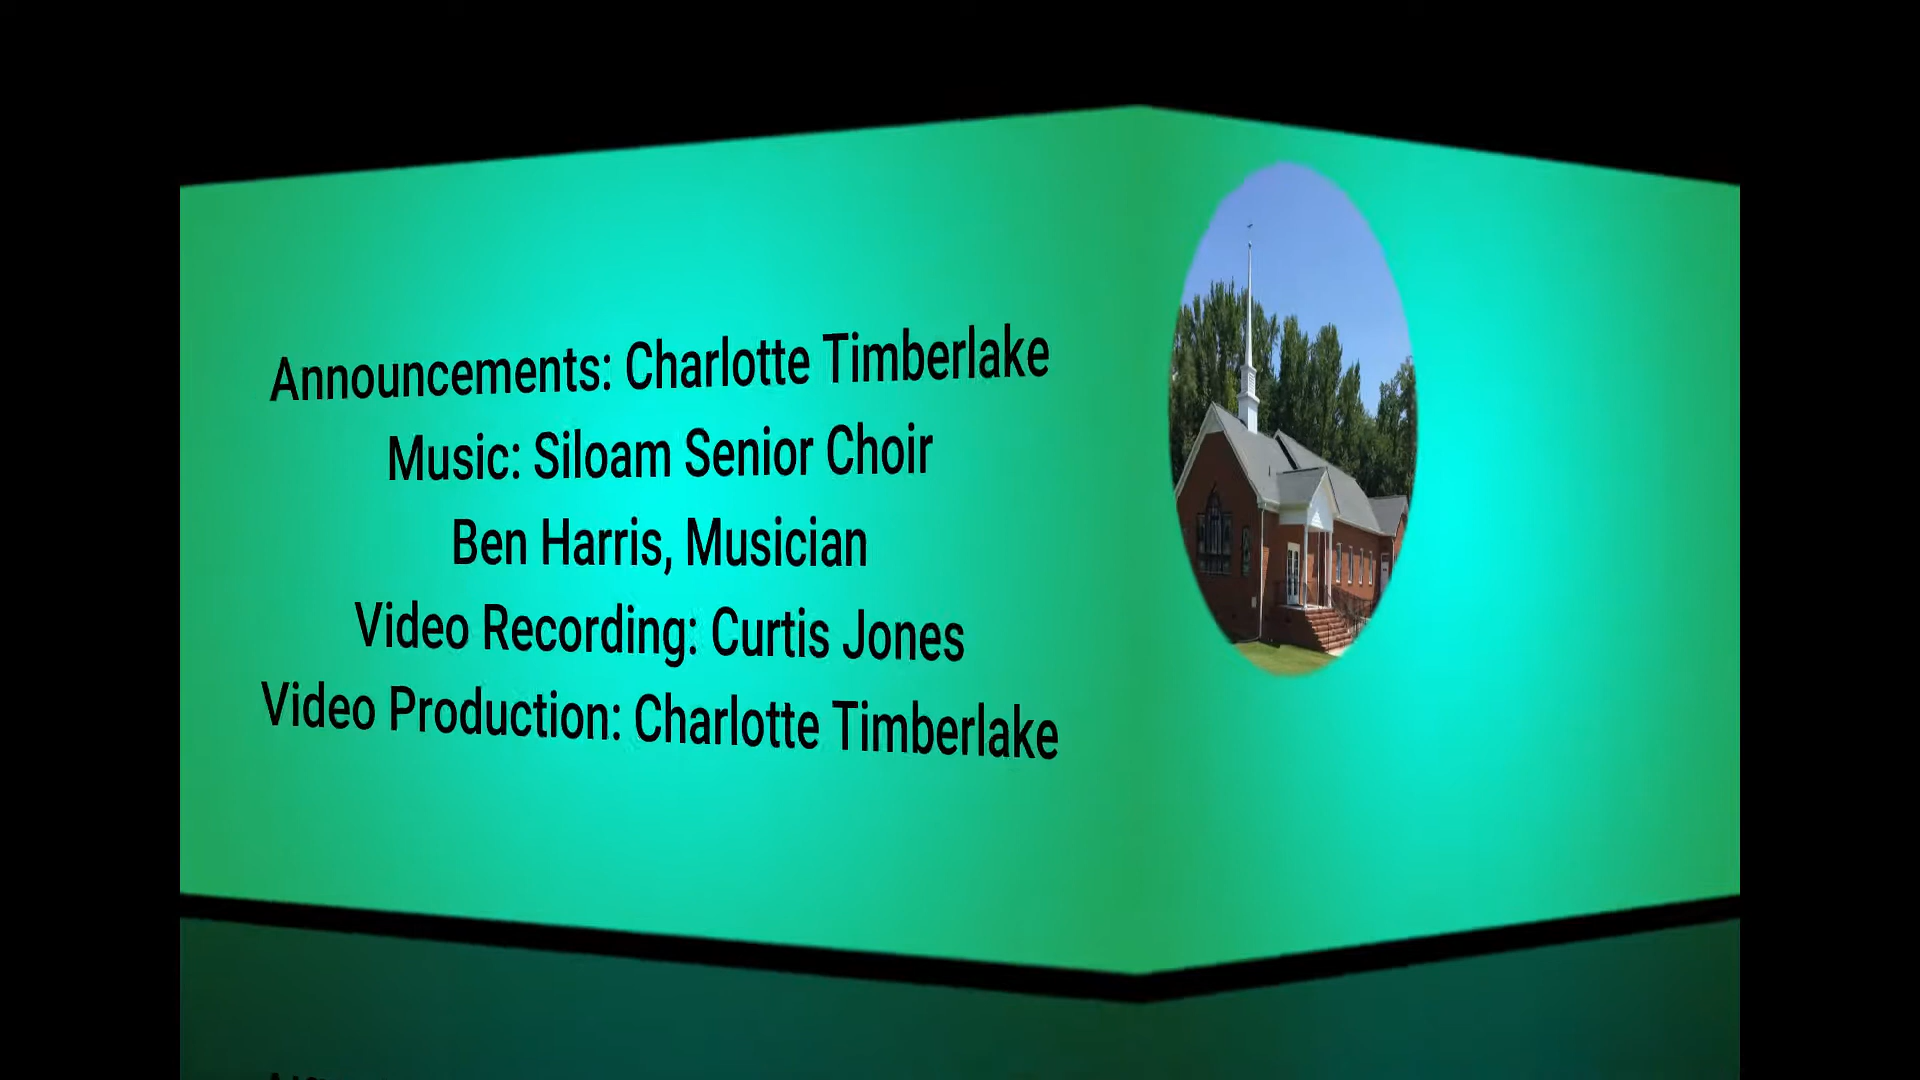 Announcements: Charlotte Timberlake
Music: Siloam Senior Choir
Ben Harris, Musician
Video Recording: Curtis Jones
Video Production: Charlotte Timberlake